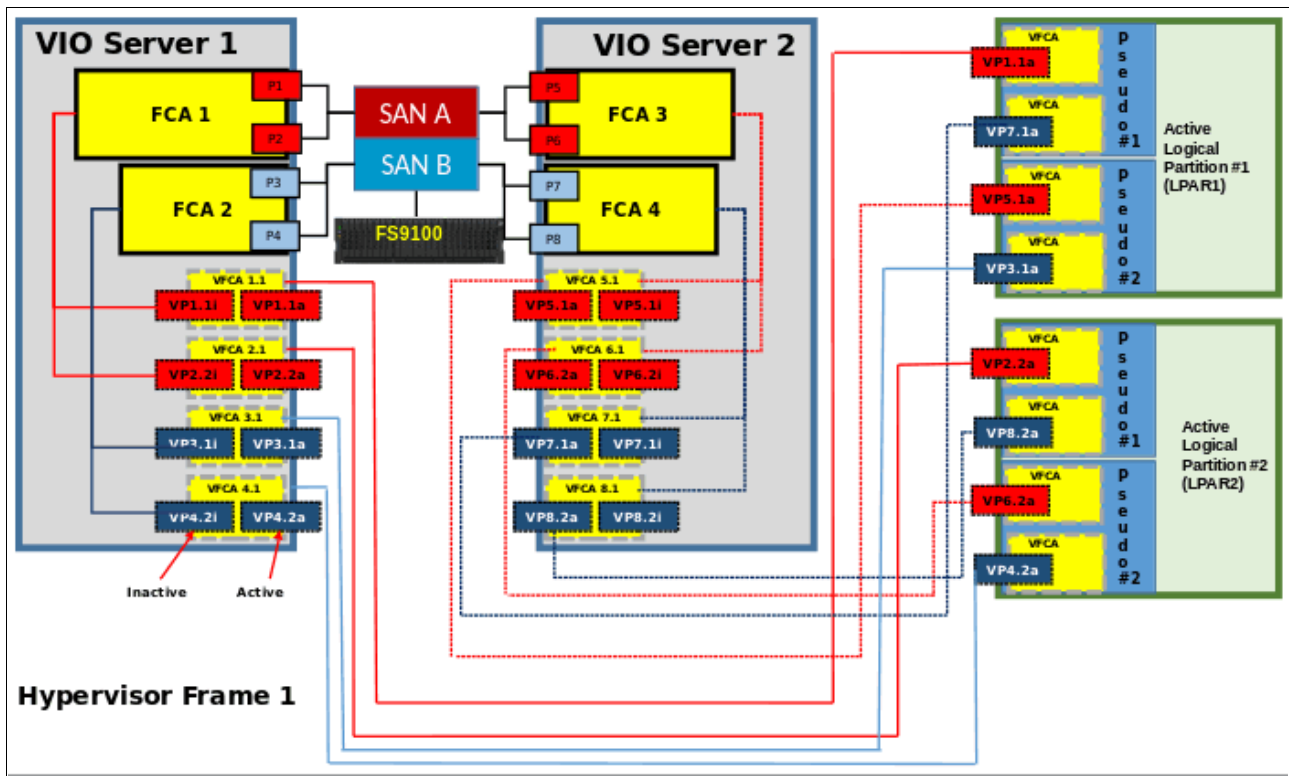 VIO Server 1
FCA 1
P1
P2
FCA 2
P3
P4
VFCA 1.1
VP1.1i
VP1.1a
VFCA 2.1
VP2.2i
VP2.2a
VFCA 3.1
VP3.1i
VP3.1a
VFCA 4.1
VP4.2i
VP4.2a
Inactive
Active
SAN A
SAN B
FS9100
VIO Server 2
P5
P6
FCA 3
P7
P8
FCA 4
VFCA 5.1
VP5.1a
VP5.1i
VFCA 6.1
VP6.2a
VP6.2i
VFCA 7.1
VP7.1a
VP7.1i
VFCA 8.1
VP8.2a
VP8.2i
VFCA
VP1.1a
VFCA
VP7.1a
Pseudo
#1
VFCA
VP5.1a
VFCA
VP3.1a
Pseudo
#2
Active
Logical
Partition #1
(LPAR1)
VFCA
VP2.2a
VFCA
VP8.2a
Pseudo
#1
VFCA
VP6.2a
VFCA
VP4.2a
Pseudo
#2
Active
Logical
Partition #2
(LPAR2)
Hypervisor Frame 1